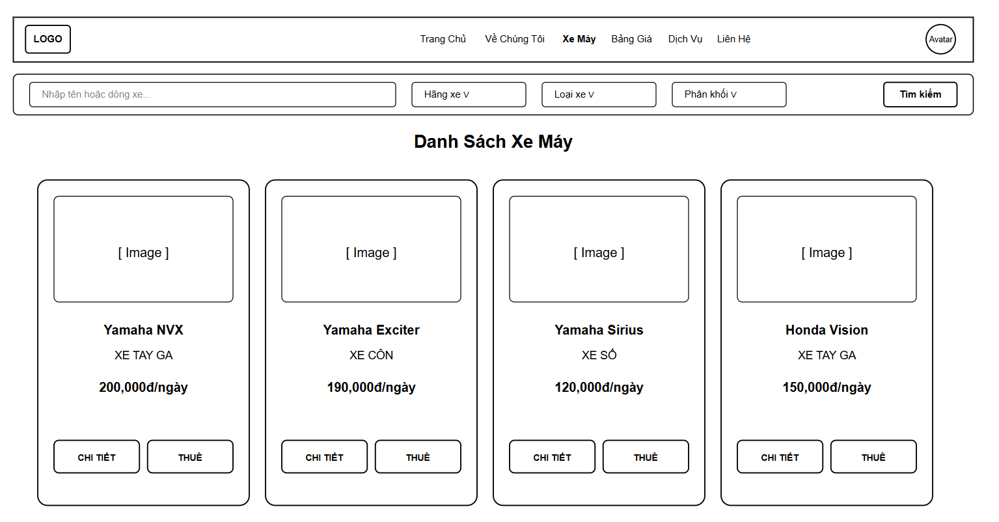 LOGO Trang Chủ Về Chúng Tôi Xe Máy Bảng Giá Dịch Vụ Liên Hệ Avatar
Nhập tên hoặc dòng xe... Hãng xe V Loại xe V Phân khối V Tìm kiếm
Danh Sách Xe Máy
[ Image ] [ Image ] [ Image ] [ Image ]
Yamaha NVX Yamaha Exciter Yamaha Sirius Honda Vision
XE TAY GA XE CÔN XE SỐ XE TAY GA
200,000đ/ngày 190,000đ/ngày 120,000đ/ngày 150,000đ/ngày
CHI TIẾT THUÊ CHI TIẾT THUÊ CHI TIẾT THUÊ CHI TIẾT THUÊ